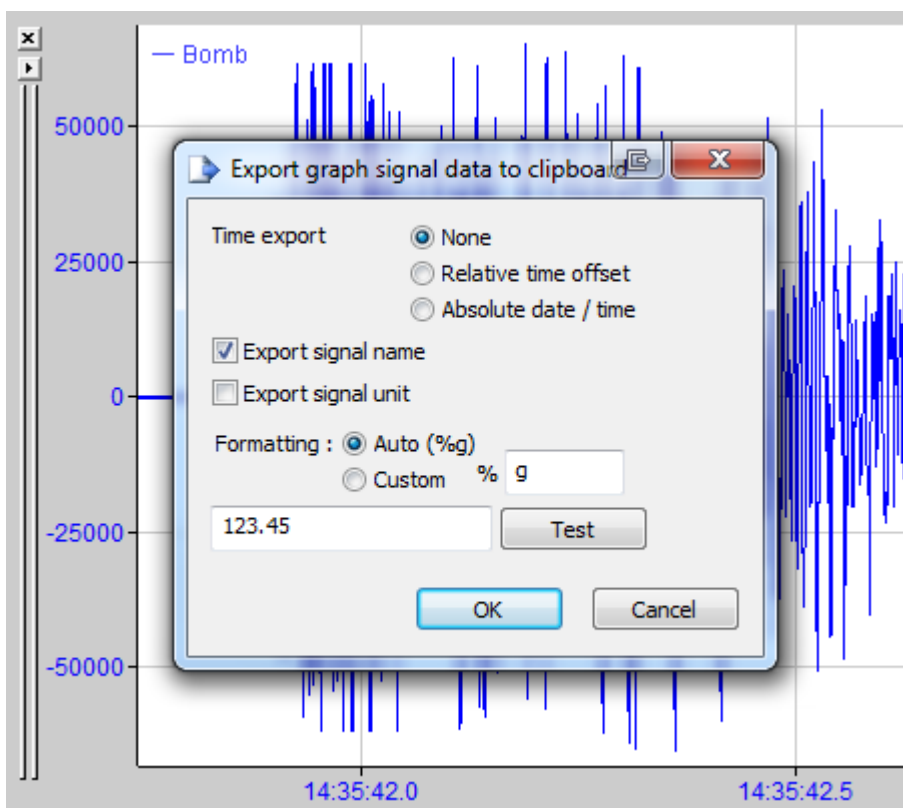 Bomb
50000
25000
0
-25000
-50000
14:35:42.0
14:35:42.5
Export graph signal data to clipboard
Time export
None
Relative time offset
Absolute date / time
Export signal name
Export signal unit
Formatting :
Auto (%g)
Custom
%
g
123.45
Test
OK
Cancel